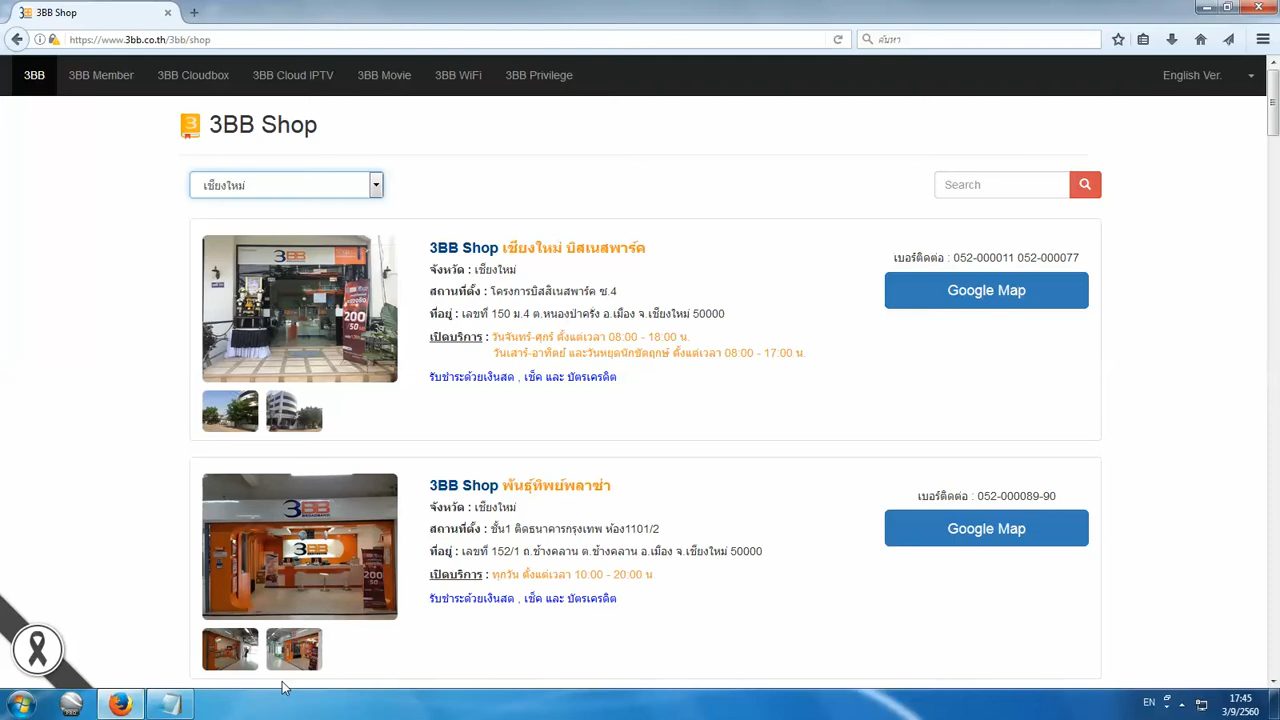 3BB Shop
https://www.3bb.co.th/3bb/shop
ค้นหา
3BB
3BB Member
3BB Cloudbox
3BB Cloud IPTV
3BB Movie
3BB WiFi
3BB Privilege
English Ver.
3BB Shop
เชียงใหม่
Search
3BB
200
3BB Shop เชียงใหม่ บิสเนสพาร์ค
จังหวัด : เชียงใหม่
สถานที่ตั้ง : โครงการบิสสิเนสพาร์ค ซ.4
ที่อยู่ : เลขที่ 150 ม.4 ต.หนองป่าครั่ง อ.เมือง จ.เชียงใหม่ 50000
เปิดบริการ : วันจันทร์-ศุกร์ ตั้งแต่เวลา 08:00 - 18:00 น.
วันเสาร์-อาทิตย์ และวันหยุดนักขัตฤกษ์ ตั้งแต่เวลา 08:00 - 17:00 น.
รับชำระด้วยเงินสด , เช็ค และ บัตรเครดิต
เบอร์ติดต่อ : 052-000011 052-000077
Google Map
3BB
3BB
200
3BB Shop พันธุ์ทิพย์พลาซ่า
จังหวัด : เชียงใหม่
สถานที่ตั้ง : ชั้น1 ติดธนาคารกรุงเทพ ห้อง1101/2
ที่อยู่ : เลขที่ 152/1 ถ.ช้างคลาน ต.ช้างคลาน อ.เมือง จ.เชียงใหม่ 50000
เปิดบริการ : ทุกวัน ตั้งแต่เวลา 10:00 - 20:00 น
รับชำระด้วยเงินสด , เช็ค และ บัตรเครดิต
เบอร์ติดต่อ : 052-000089-90
Google Map
EN
17:45
3/9/2560